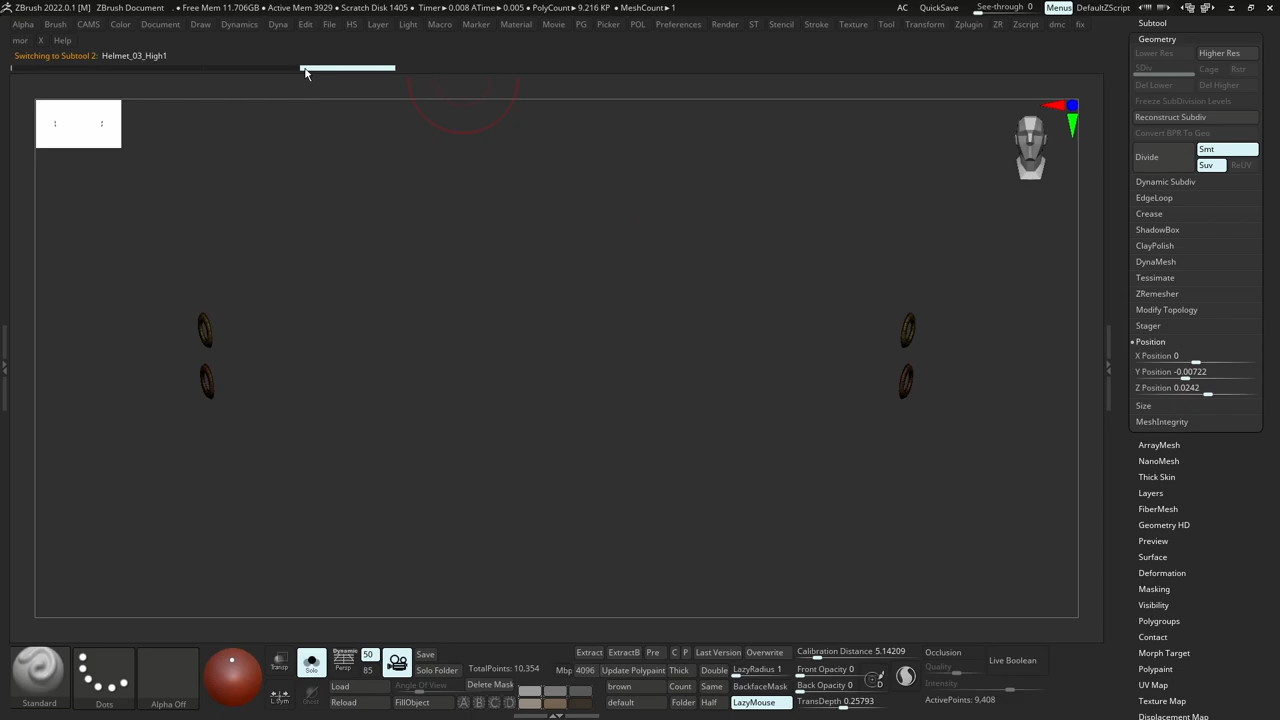 ZBrush 2022.0.1 [M] ZBrush Document . ● Free Mem 11.706GB ● Active Mem 3929 ● Scratch Disk 1405 ● Timer►0.008 ATime►0.005 ● PolyCount►9.216 KP ● MeshCount►1 AC QuickSave See-through 0 Menus DefaultZScript
Alpha Brush CAMS Color Document Draw Dynamics Dyna Edit File HS Layer Light Macro Marker Material Movie PG Picker POL Preferences Render ST Stencil Stroke Texture Tool Transform ZR Zplugin Zscript dmc fix
mor X Help
Switching to Subtool 2: Helmet_03_High1
Subtool
Geometry
Lower Res Higher Res
SDiv Cage Rstr
Del Lower Del Higher
Freeze SubDivision Levels
Reconstruct Subdiv
Convert BPR To Geo
Divide Smt
Suv ReUV
Dynamic Subdiv
EdgeLoop
Crease
ShadowBox
ClayPolish
DynaMesh
Tessimate
ZRemesher
Modify Topology
Stager
Position
X Position 0
Y Position -0.00722
Z Position 0.0242
Size
MeshIntegrity
ArrayMesh
NanoMesh
Thick Skin
Layers
FiberMesh
Geometry HD
Preview
Surface
Deformation
Masking
Visibility
Polygroups
Contact
Morph Target
Polypaint
UV Map
Texture Map
Displacement Map
Standard
Dots
Alpha Off
Transp
L.Sym
Solo
Ghost
Dynamic
Persp
50
85
Save
Solo Folder
Load Angle Of View
Reload FillObject
TotalPoints: 10,354
Delete Mask
A B C D
Extract ExtractB Pre C P Last Version Overwrite
Mbp 4096 Update Polypaint Thick Double LazyRadius 1
brown Count Same BackfaceMask
default Folder Half LazyMouse
Calibration Distance 5.14209
Front Opacity 0
Back Opacity 0
TransDepth 0.25793
Occlusion
Quality
Intensity
ActivePoints: 9,408
Live Boolean